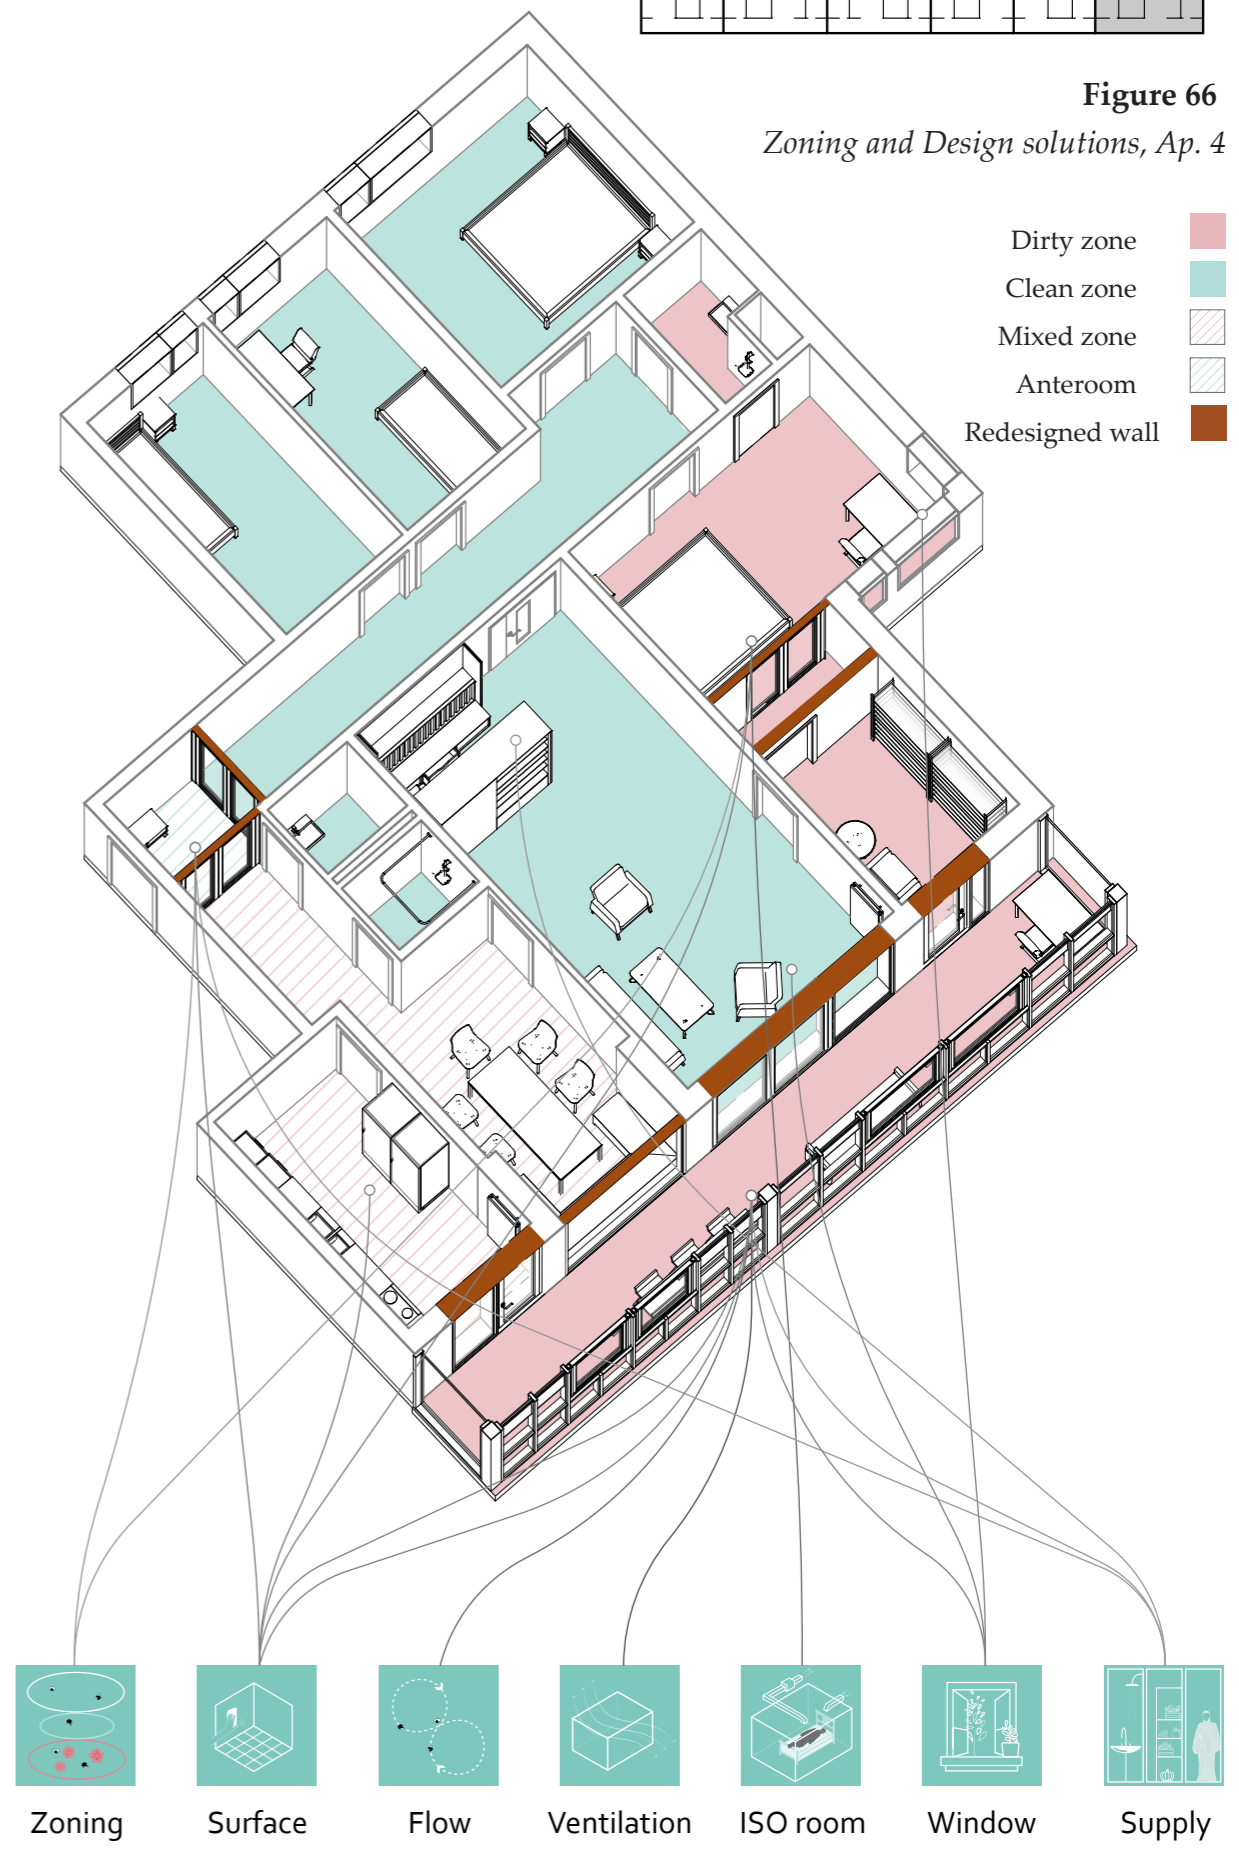 Figure 66
Zoning and Design solutions, Ap. 4
Dirty zone
Clean zone
Mixed zone
Anteroom
Redesigned wall
Zoning
Surface
Flow
Ventilation
ISO room
Window
Supply